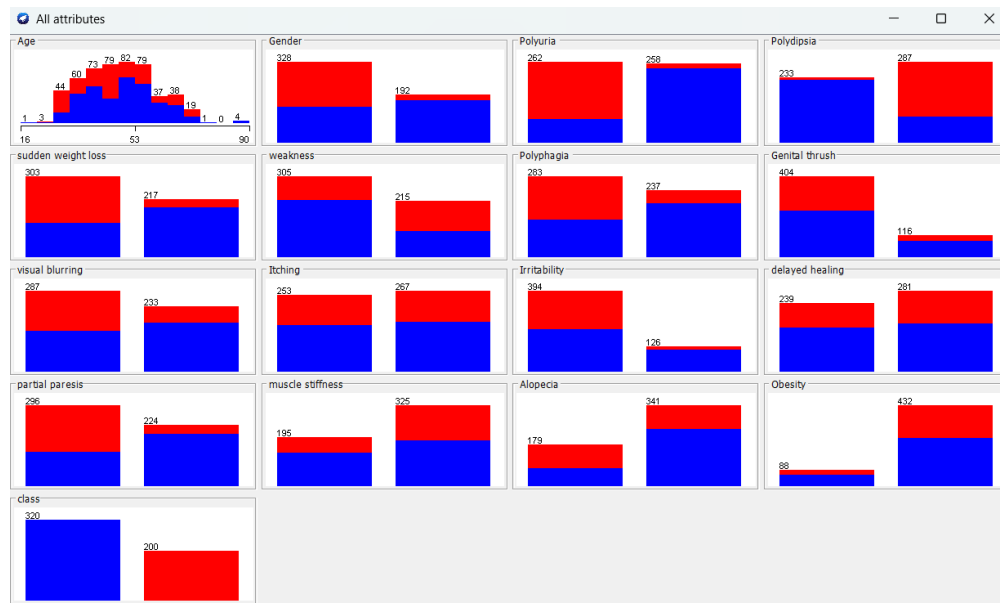 All attributes
Age
1 3 44 60 73 79 82 79 37 38 19 1 0 4
16 53 90
Gender
328 192
Polyuria
262 258
Polydipsia
233 287
sudden weight loss
303 217
weakness
305 215
Polyphagia
283 237
Genital thrush
404 116
visual blurring
287 233
Itching
253 267
Irritability
394 126
delayed healing
239 281
partial paresis
296 224
muscle stiffness
195 325
Alopecia
179 341
Obesity
88 432
class
320 200